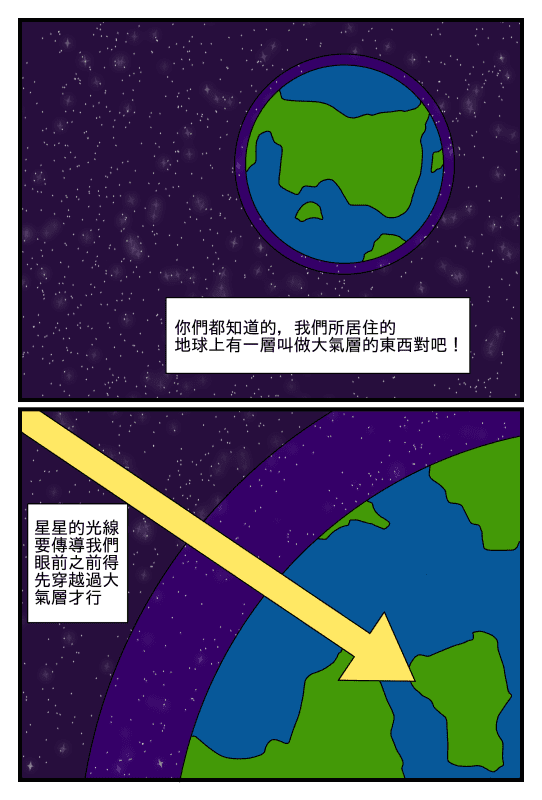 你們都知道的，我們所居住的
地球上有一層叫做大氣層的東西對吧！
星星的光線
要傳導我們
眼前之前得
先穿越過大
氣層才行